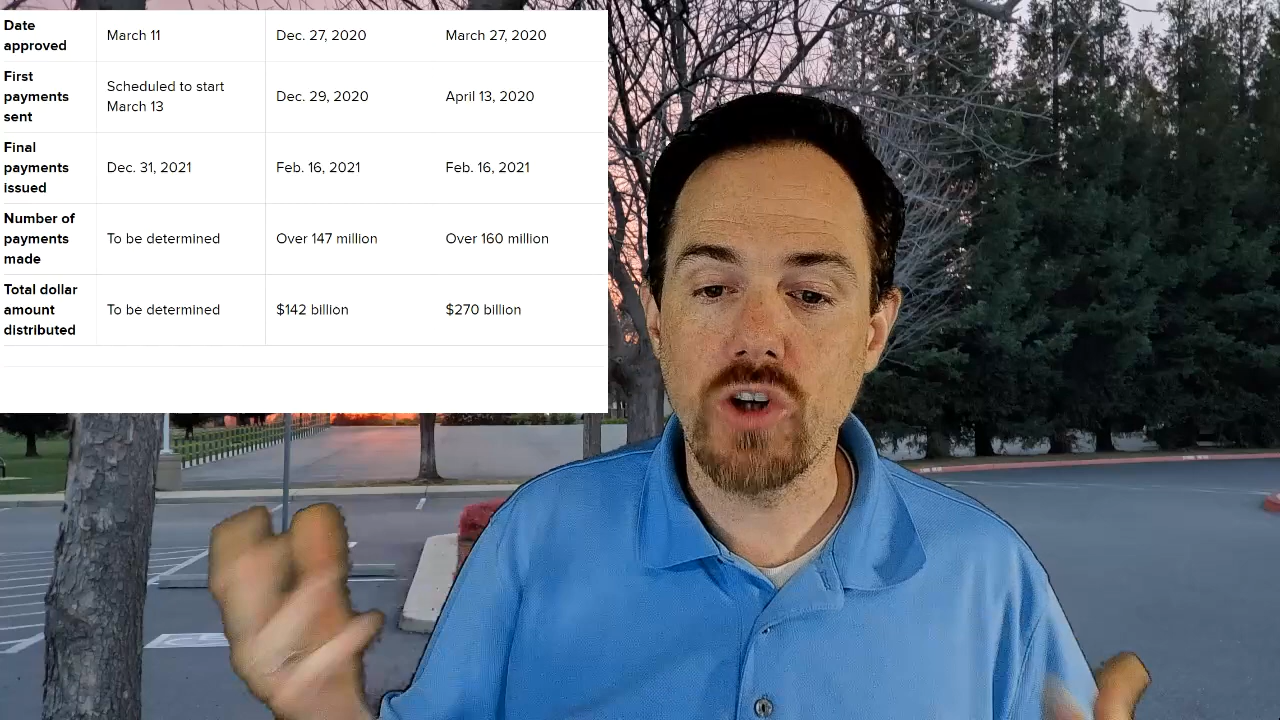 Date approved March 11 Dec. 27, 2020 March 27, 2020
First payments sent Scheduled to start March 13 Dec. 29, 2020 April 13, 2020
Final payments issued Dec. 31, 2021 Feb. 16, 2021 Feb. 16, 2021
Number of payments made To be determined Over 147 million Over 160 million
Total dollar amount distributed To be determined $142 billion $270 billion